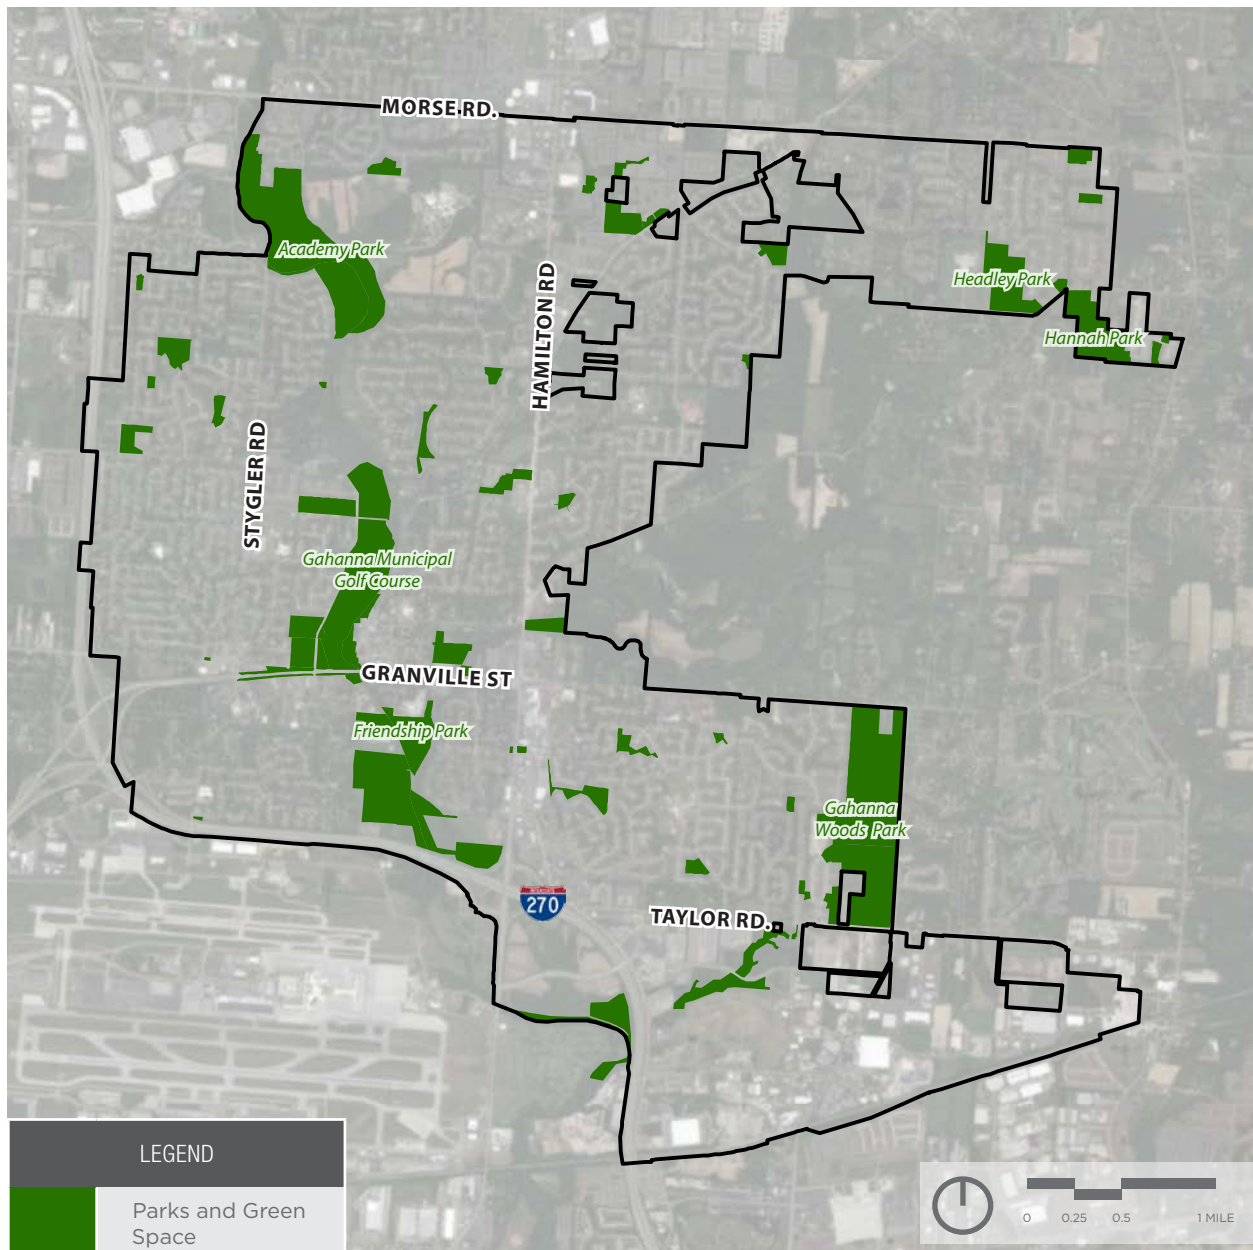 MORSE RD.
Academy Park
HAMILTON RD
Headley Park
Hannah Park
STYGLER RD
Gahanna Municipal
Golf Course
GRANVILLE ST
Friendship Park
Gahanna
Woods Park
270
TAYLOR RD.
LEGEND
Parks and Green
Space
0 0.25 0.5 1 MILE